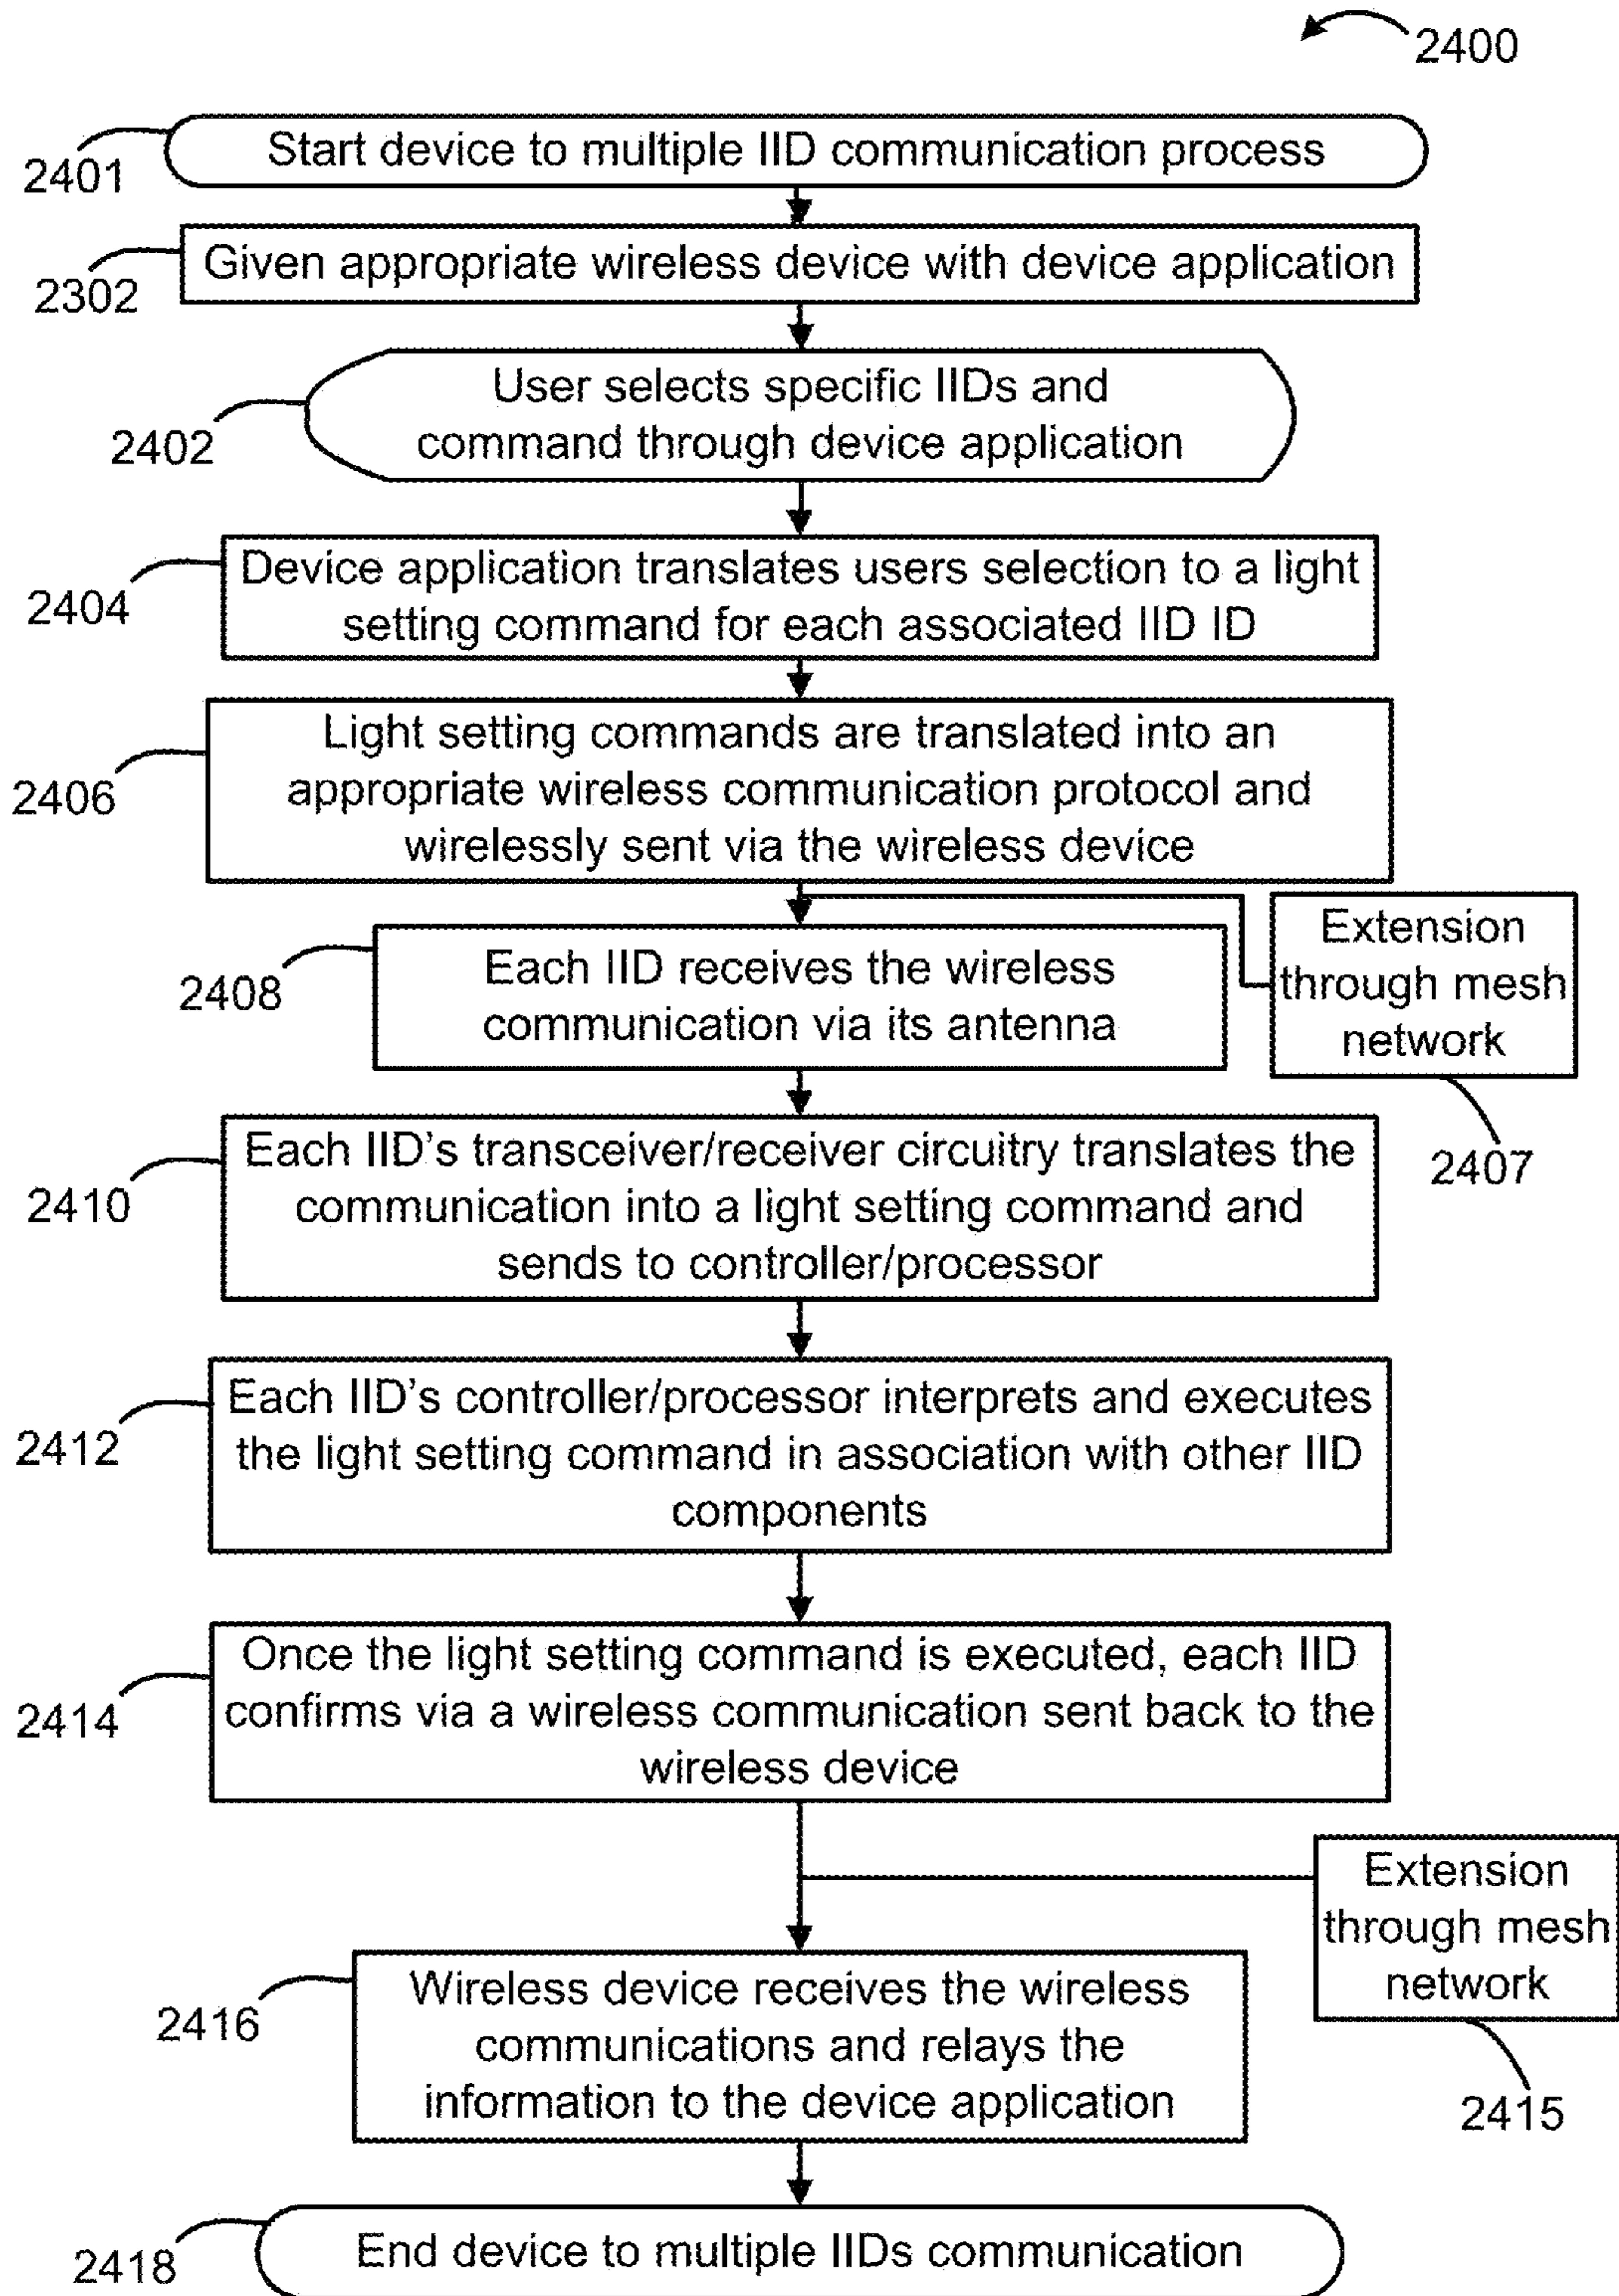 2400
2401
Start device to multiple IID communication process
2302
Given appropriate wireless device with device application
2402
User selects specific IIDs and
command through device application
2404
Device application translates users selection to a light
setting command for each associated IID ID
2406
Light setting commands are translated into an
appropriate wireless communication protocol and
wirelessly sent via the wireless device
Extension
through mesh
network
2407
2408
Each IID receives the wireless
communication via its antenna
2410
Each IID's transceiver/receiver circuitry translates the
communication into a light setting command and
sends to controller/processor
2412
Each IID's controller/processor interprets and executes
the light setting command in association with other IID
components
2414
Once the light setting command is executed, each IID
confirms via a wireless communication sent back to the
wireless device
Extension
through mesh
network
2415
2416
Wireless device receives the wireless
communications and relays the
information to the device application
2418
End device to multiple IIDs communication